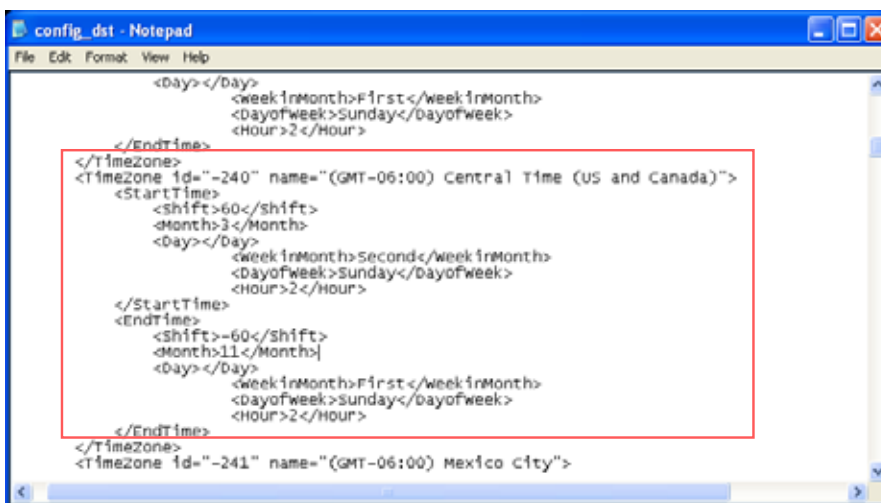 config_dst - Notepad
File Edit Format View Help
<Day></Day>
<WeekinMonth>First</WeekinMonth>
<DayofWeek>Sunday</DayofWeek>
<Hour>2</Hour>
</EndTime>
</TimeZone>
<TimeZone id="-240" name="(GMT-06:00) Central Time (US and Canada)">
<StartTime>
<Shift>60</Shift>
<Month>3</Month>
<Day></Day>
<WeekinMonth>Second</WeekinMonth>
<DayofWeek>Sunday</DayofWeek>
<Hour>2</Hour>
</StartTime>
<EndTime>
<Shift>-60</Shift>
<Month>11</Month>
<Day></Day>
<WeekinMonth>First</WeekinMonth>
<DayofWeek>Sunday</DayofWeek>
<Hour>2</Hour>
</EndTime>
</TimeZone>
<TimeZone id="-241" name="(GMT-06:00) Mexico City">